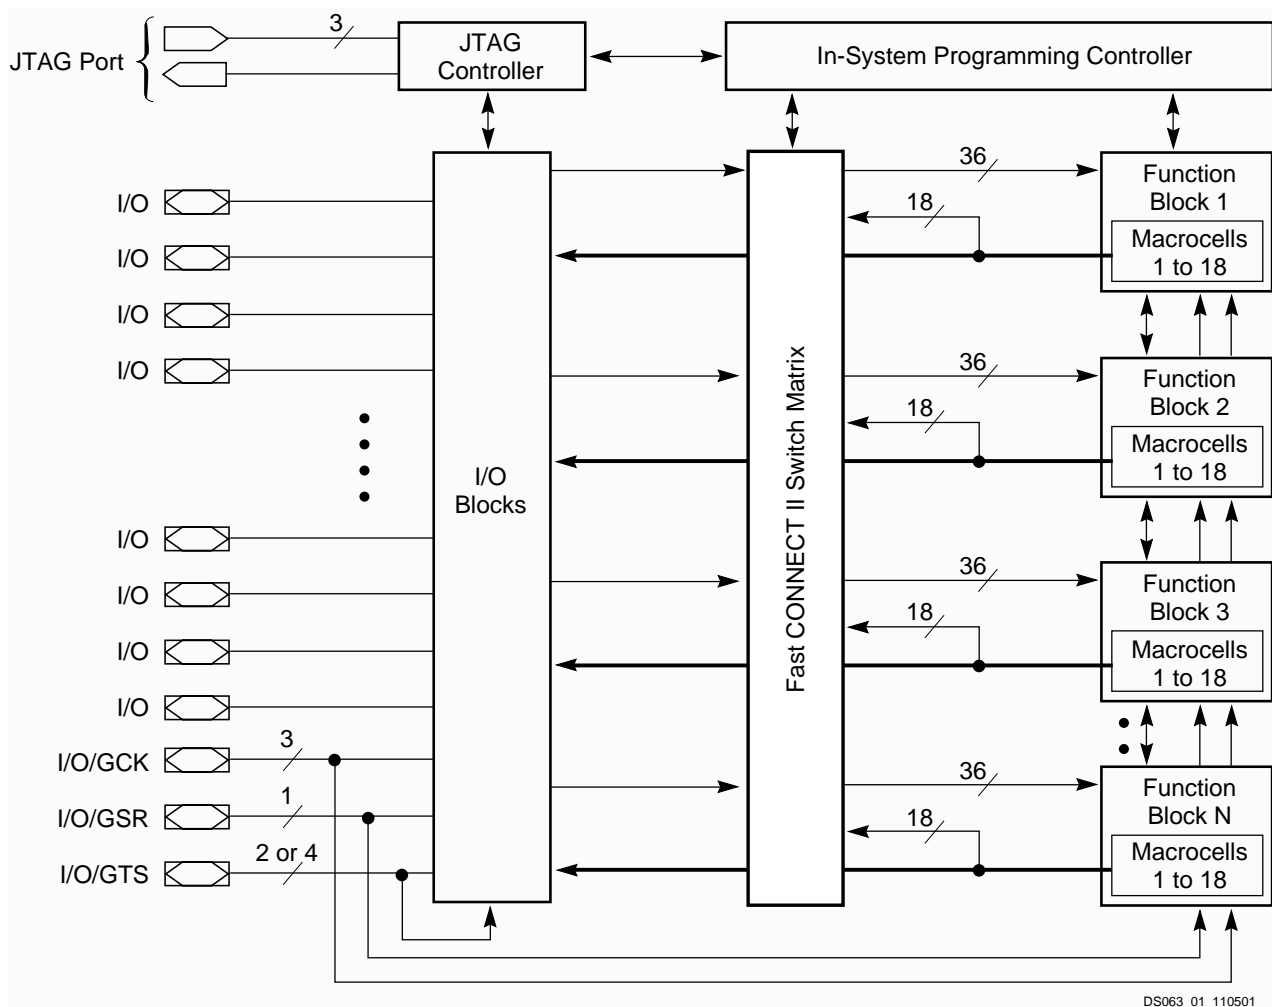 JTAG Port
3
JTAG
Controller
In-System Programming Controller
I/O
I/O
I/O
I/O
I/O
I/O
I/O
I/O
I/O/GCK
3
I/O/GSR
1
I/O/GTS
2 or 4
I/O
Blocks
Fast CONNECT II Switch Matrix
36
18
Function
Block 1
Macrocells
1 to 18
36
18
Function
Block 2
Macrocells
1 to 18
36
18
Function
Block 3
Macrocells
1 to 18
36
18
Function
Block N
Macrocells
1 to 18
DS063_01_110501